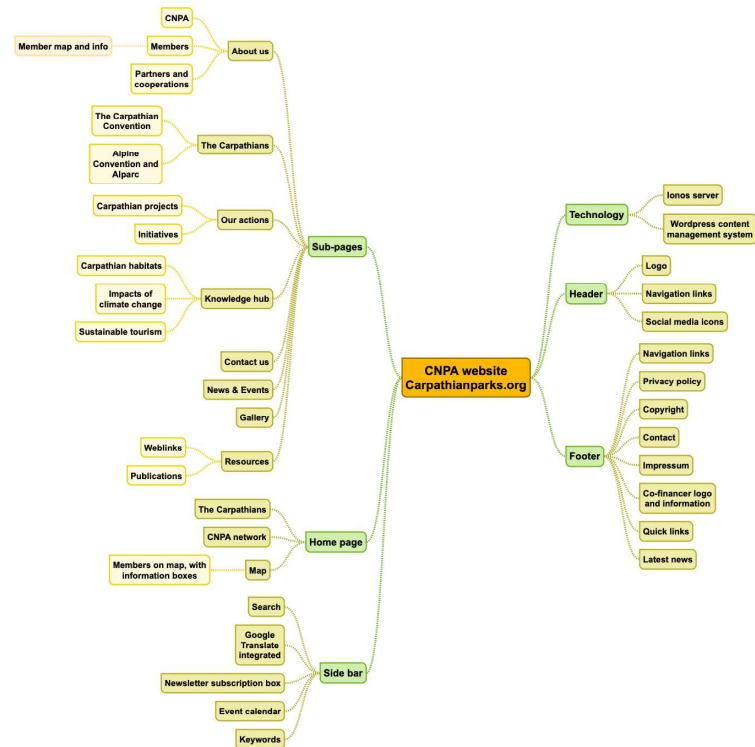 CNPA
Member map and info
Members
About us
Partners and
cooperations
The Carpathian
Convention
The Carpathians
Alpine
Convention and
Alparc
Carpathian projects
Our actions
Initiatives
Sub-pages
Carpathian habitats
Impacts of
climate change
Knowledge hub
Sustainable tourism
Contact us
News & Events
Gallery
Weblinks
Resources
Publications
The Carpathians
CNPA network
Home page
Members on map, with
information boxes
Map
Search
Google
Translate
integrated
Side bar
Newsletter subscription box
Event calendar
Keywords
CNPA website
Carpathianparks.org
Technology
Ionos server
Wordpress content
management system
Header
Logo
Navigation links
Social media icons
Footer
Navigation links
Privacy policy
Copyright
Contact
Impressum
Co-financer logo
and information
Quick links
Latest news